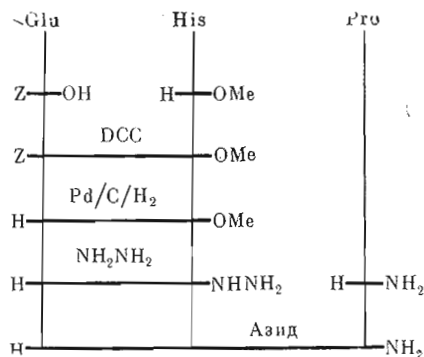 Glu His Pro
Z OH H OMe
DCC
Z OMe
Pd/C/H₂
H OMe
NH₂NH₂
H NHNH₂ H NH₂
Азид
H NH₂